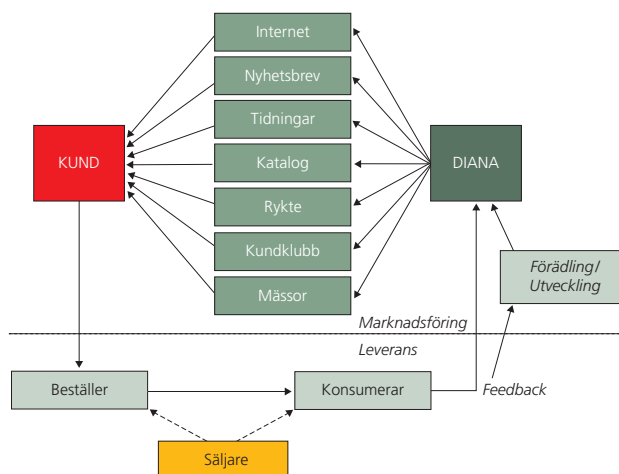 Internet
Nyhetsbrev
Tidningar
KUND
Katalog
DIANA
Rykte
Kundklubb
Förädling/
Utveckling
Mässor
Marknadsföring
Leverans
Beställer
Konsumerar
Feedback
Säljare